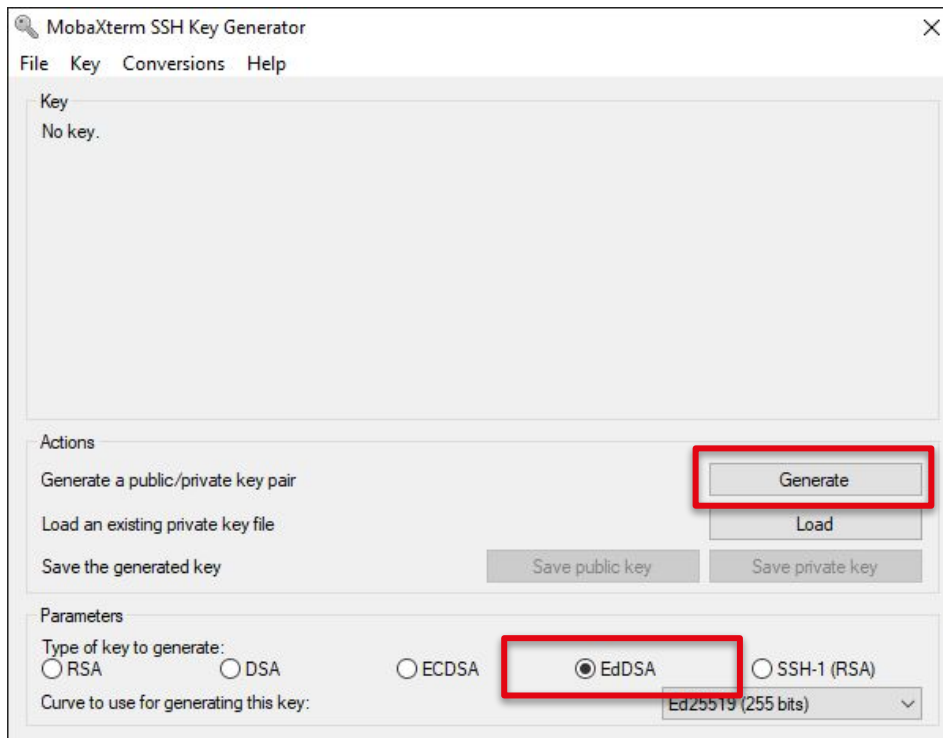 MobaXterm SSH Key Generator
File Key Conversions Help
Key
No key.
Actions
Generate a public/private key pair Generate
Load an existing private key file Load
Save the generated key Save public key Save private key
Parameters
Type of key to generate:
RSA DSA ECDSA EdDSA SSH-1 (RSA)
Curve to use for generating this key: Ed25519 (255 bits)